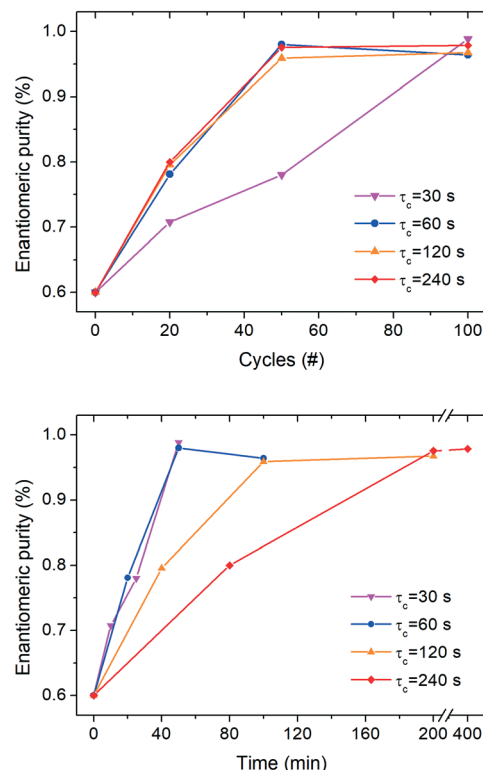 1.0
0.9
0.8
0.7
0.6
Enantiomeric purity (%)
τc=30 s
τc=60 s
τc=120 s
τc=240 s
0 20 40 60 80 100
Cycles (#)
1.0
0.9
0.8
0.7
0.6
Enantiomeric purity (%)
τc=30 s
τc=60 s
τc=120 s
τc=240 s
0 40 80 120 160 200 400
Time (min)